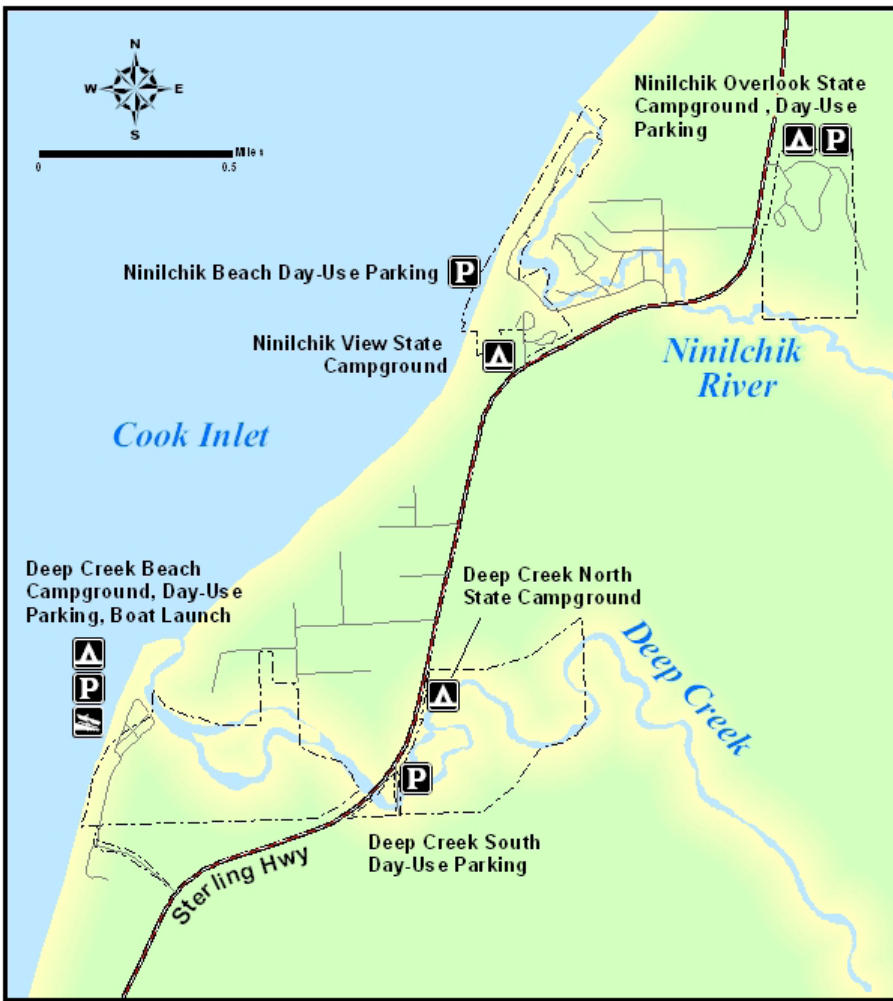 N
W E
S
Miles
0 0.5
Ninilchik Overlook State
Campground , Day-Use
Parking
P
Ninilchik Beach Day-Use Parking P
Ninilchik View State
Campground
Ninilchik
River
Cook Inlet
Deep Creek Beach
Campground, Day-Use
Parking, Boat Launch
P
Deep Creek North
State Campground
Deep Creek
P
Deep Creek South
Day-Use Parking
Sterling Hwy